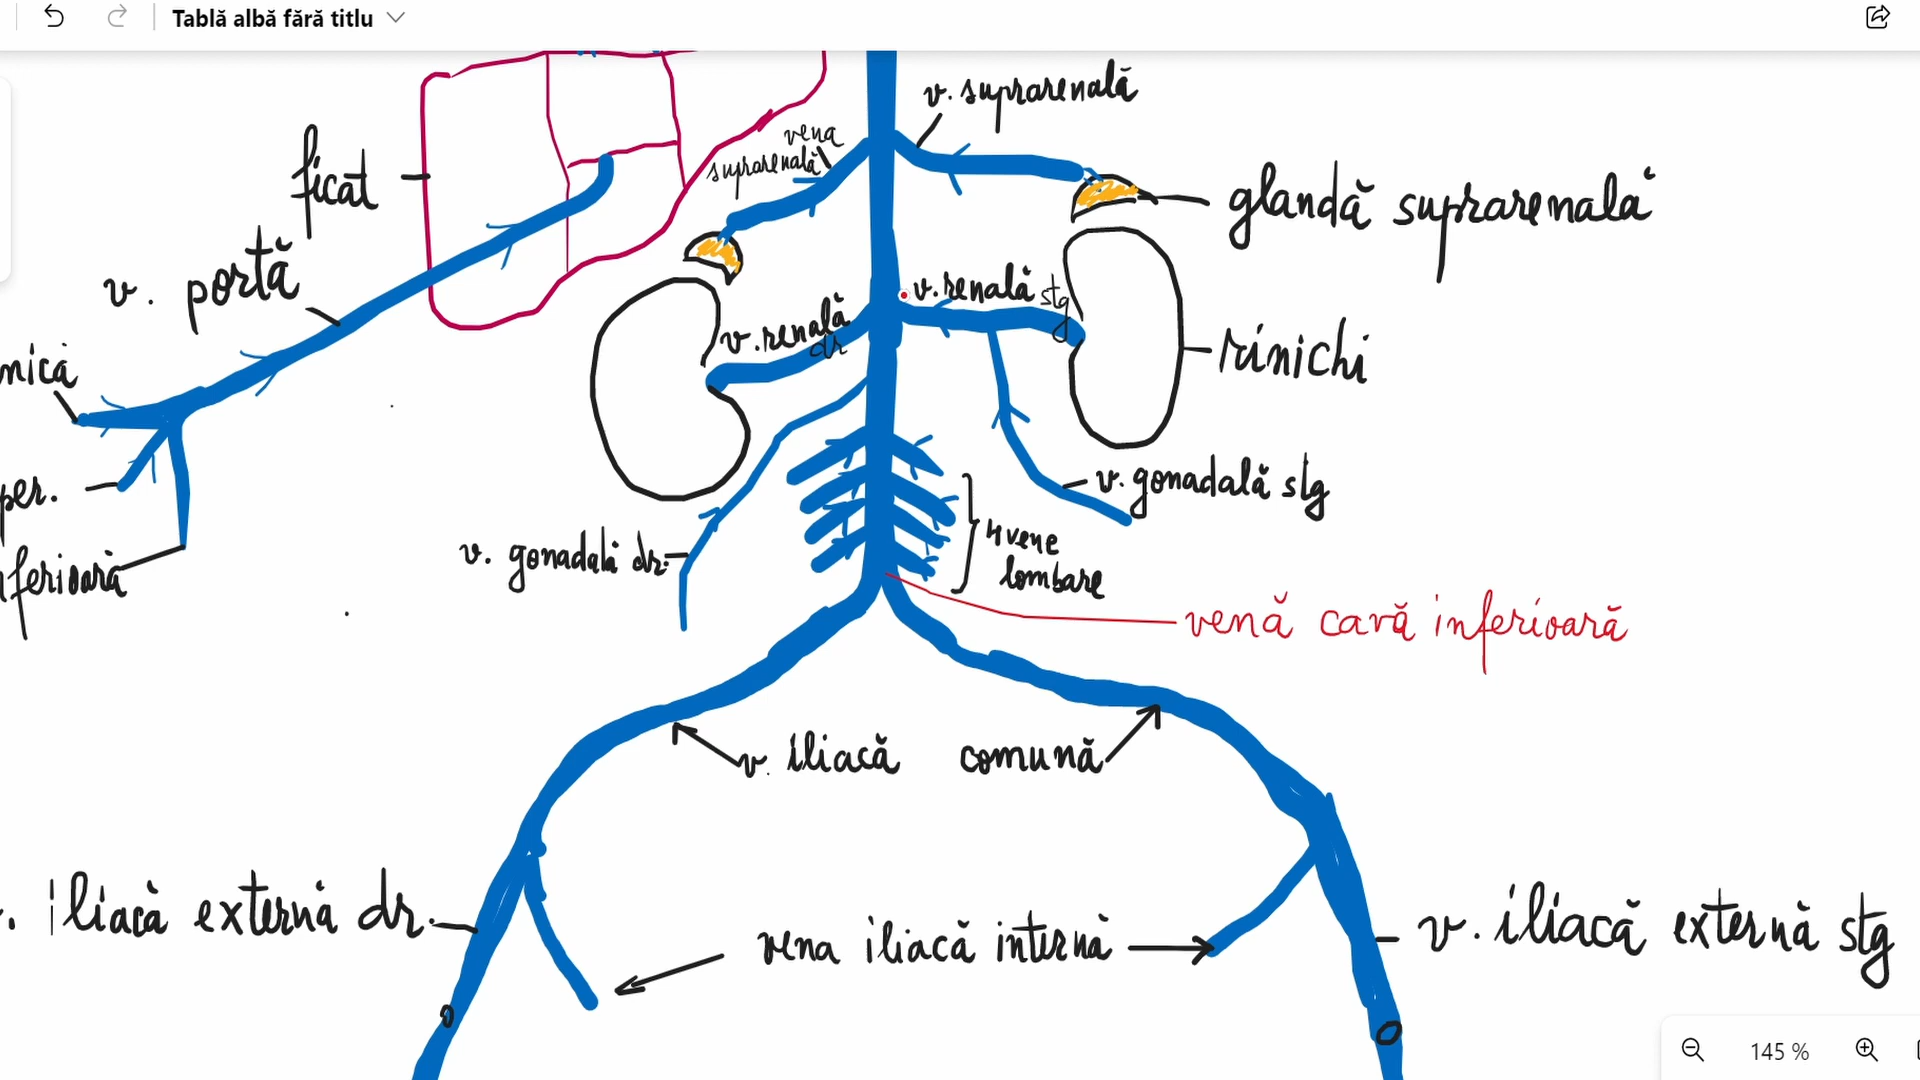 Tablă albă fără titlu
v. suprarenală
vena
suprarenală
ficat
glandă suprarenală
v. portă
v. renală stg
v. renală
dr
rinichi
nică
per.
v. gonadală stg
4 vene
lombare
v. gonadală dr.
ferioară
venă cavă inferioară
v. iliacă comună
. iliacă externă dr.
vena iliacă internă
v. iliacă externă stg
145 %